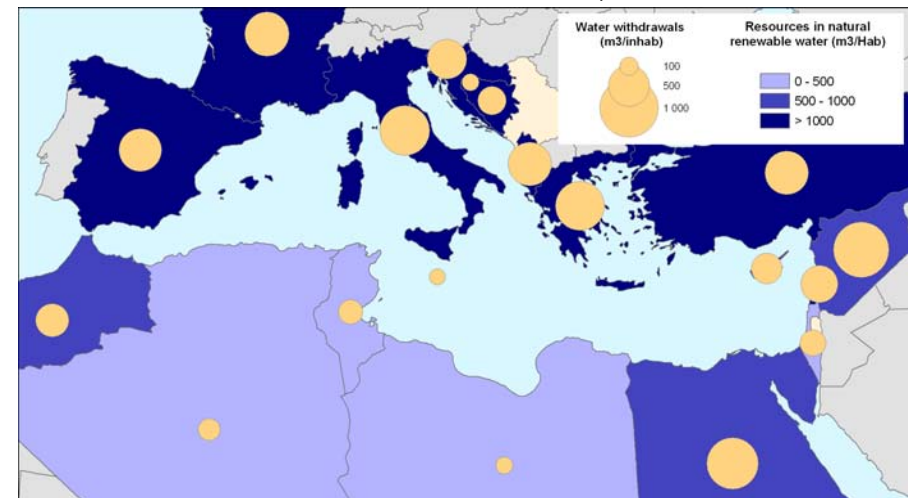 Water withdrawals
(m3/inhab)
100
500
1 000
Resources in natural
renewable water (m3/Hab)
0 - 500
500 - 1000
> 1000